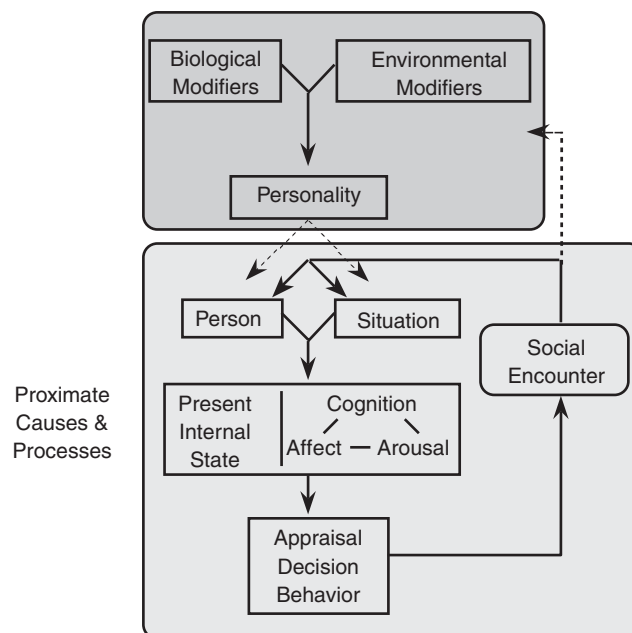 Biological
Modifiers
Environmental
Modifiers
Personality
Person
Situation
Social
Encounter
Proximate
Causes &
Processes
Present
Internal
State
Cognition
Affect
Arousal
Appraisal
Decision
Behavior